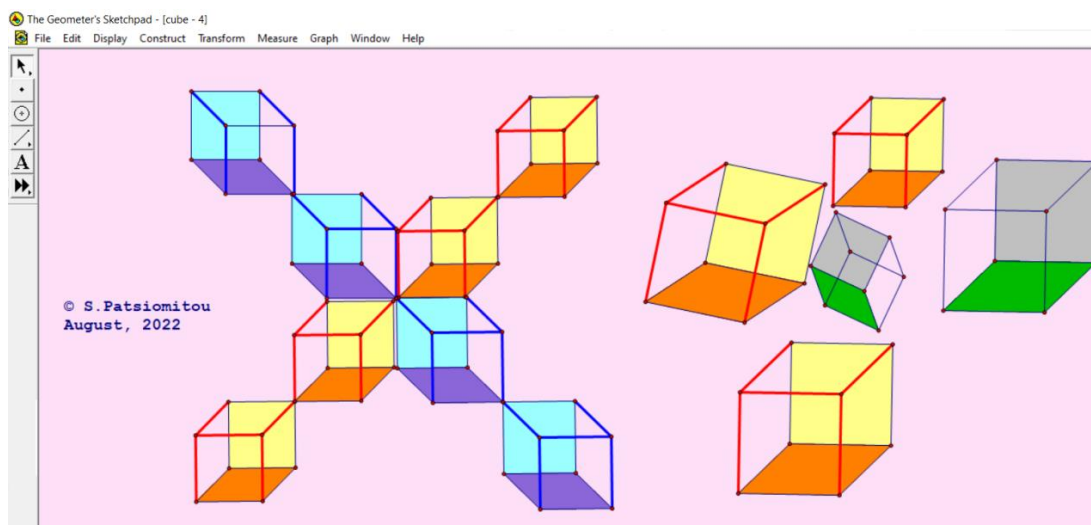 The Geometer's Sketchpad - [cube - 4]
File Edit Display Construct Transform Measure Graph Window Help
A
© S.Patsiomitou
August, 2022